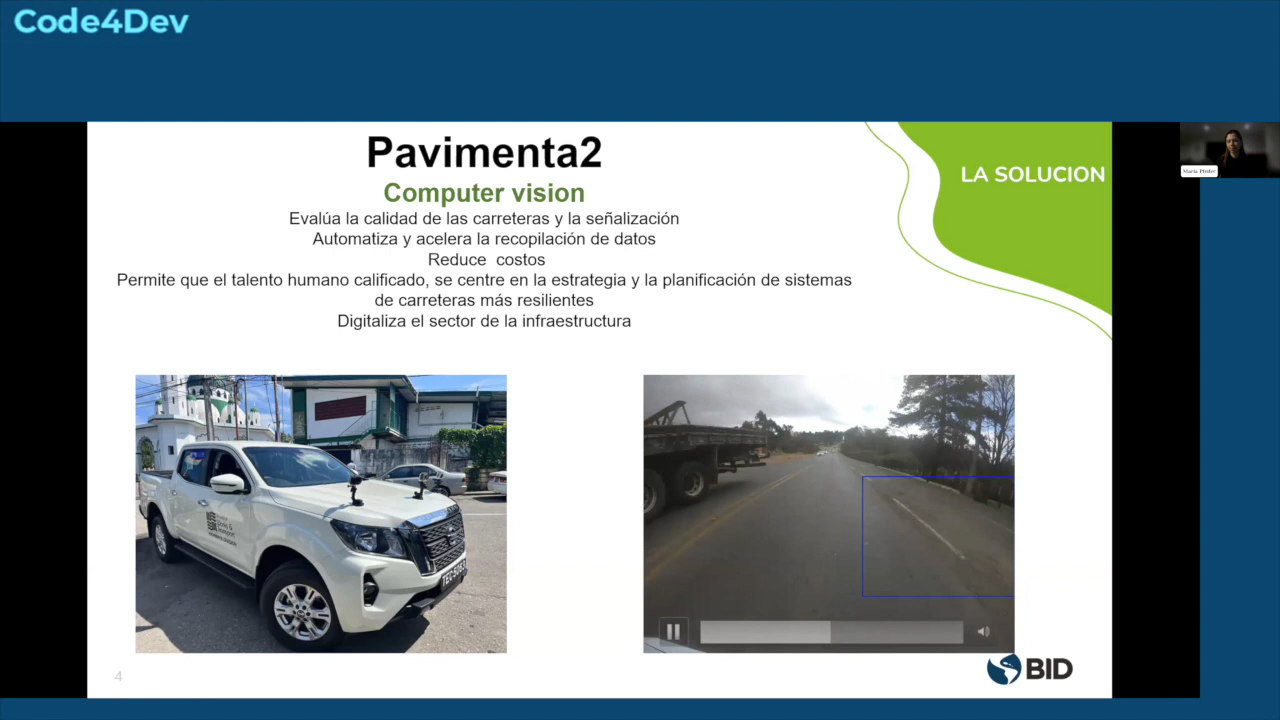 Code4Dev
Pavimenta2
LA SOLUCION
Computer vision
Evalúa la calidad de las carreteras y la señalización
Automatiza y acelera la recopilación de datos
Reduce costos
Permite que el talento humano calificado, se centre en la estrategia y la planificación de sistemas
de carreteras más resilientes
Digitaliza el sector de la infraestructura
4
BID